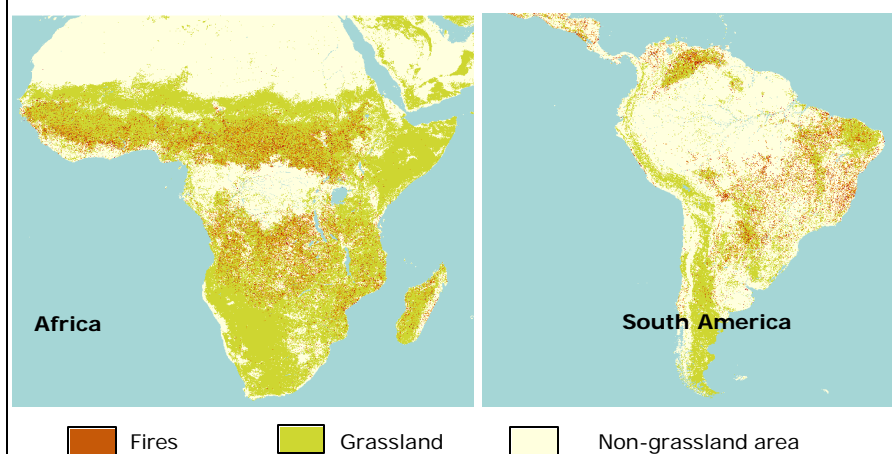 Africa
South America
Fires
Grassland
Non-grassland area